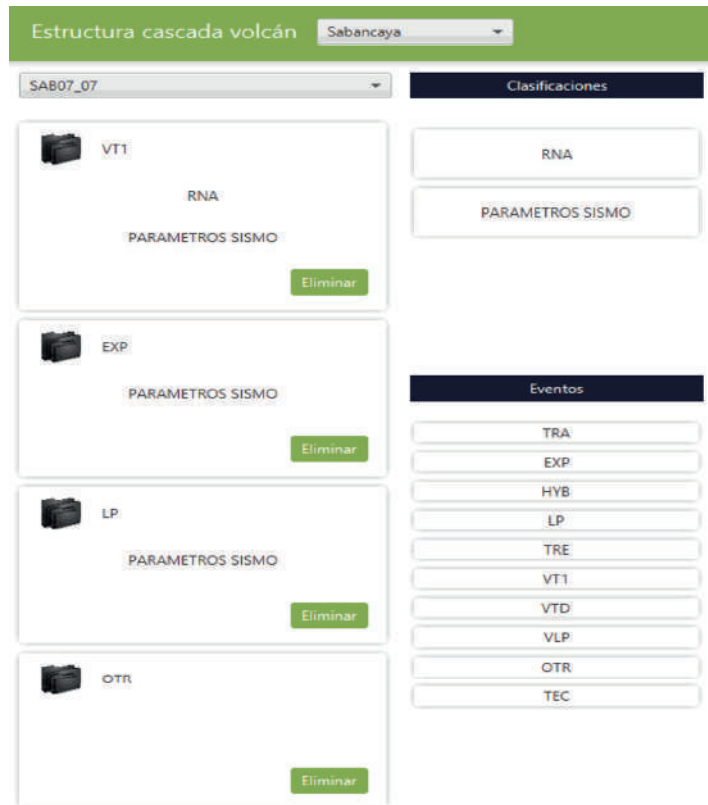 Estructura cascada volcán Sabancaya
SAB07_07
VT1
RNA
PARAMETROS SISMO
Eliminar
EXP
PARAMETROS SISMO
Eliminar
LP
PARAMETROS SISMO
Eliminar
OTR
Eliminar
Clasificaciones
RNA
PARAMETROS SISMO
Eventos
TRA
EXP
HYB
LP
TRE
VT1
VTD
VLP
OTR
TEC